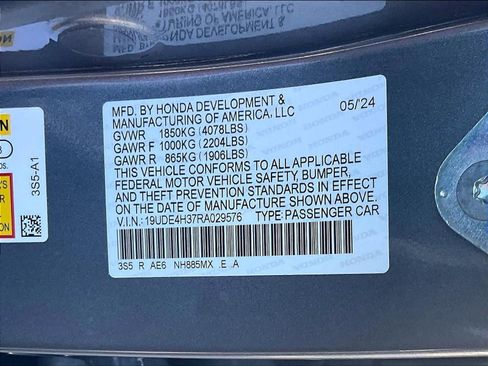 MFD. BY HONDA DEVELOPMENT &
MANUFACTURING OF AMERICA, LLC 05/24
GVWR 1850KG (4078LBS)
GAWR F 1000KG (2204LBS)
GAWR R 865KG (1906LBS)
THIS VEHICLE CONFORMS TO ALL APPLICABLE
FEDERAL MOTOR VEHICLE SAFETY, BUMPER,
AND THEFT PREVENTION STANDARDS IN EFFECT
ON THE DATE OF MANUFACTURE SHOWN ABOVE.
V.I.N.: 19UDE4H37RA029576 TYPE:PASSENGER CAR
3S5 R AE6 NH885MX E A
3S5-A1